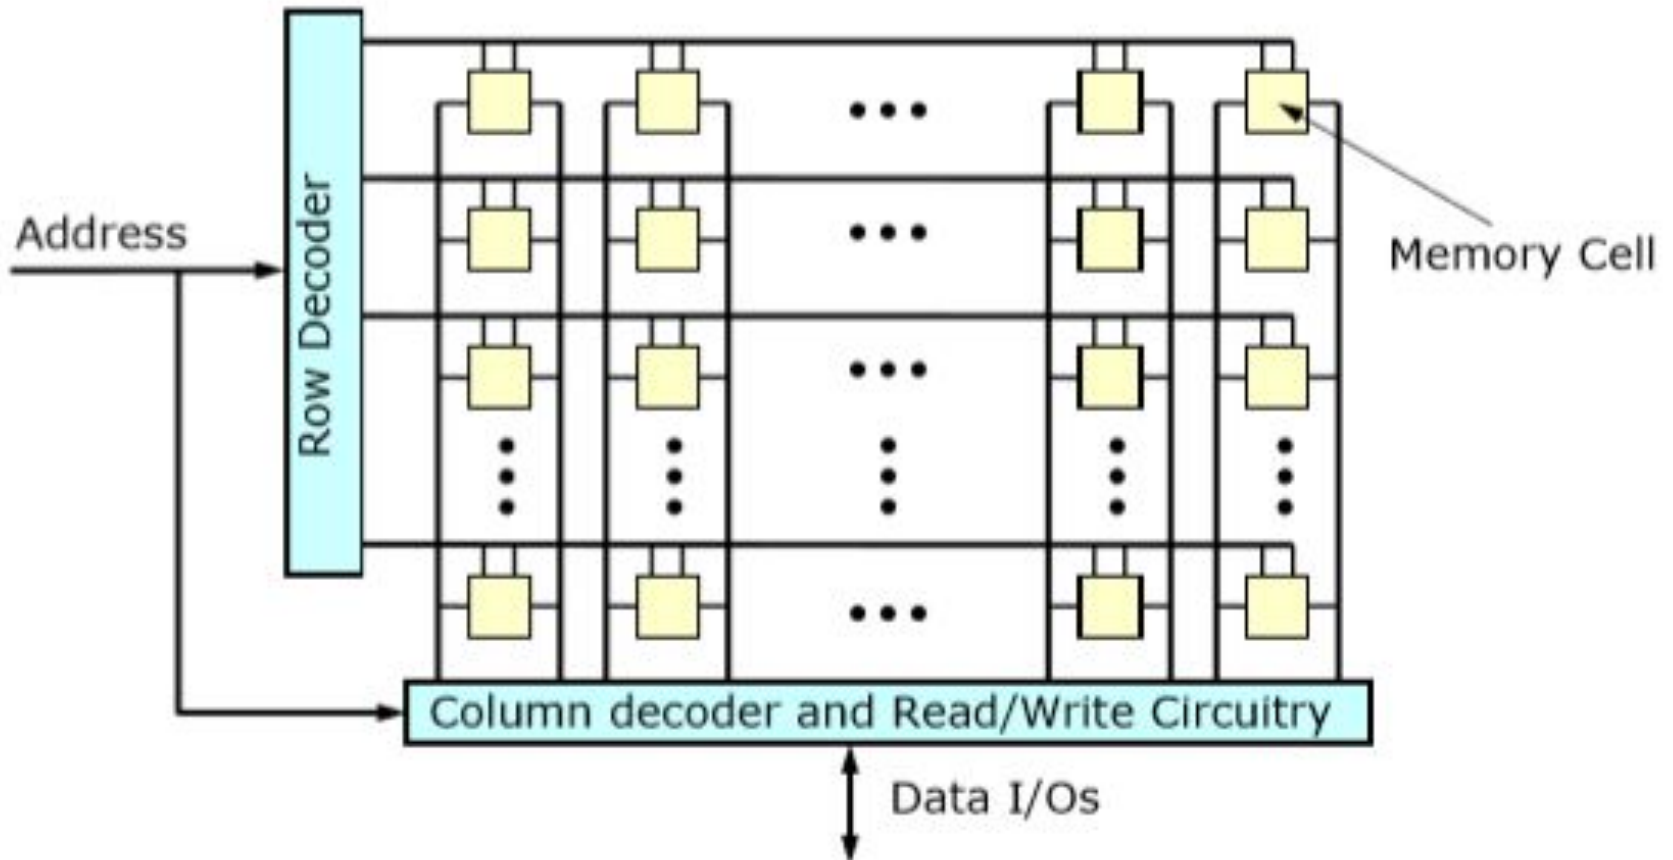 Address
Row Decoder
Memory Cell
Column decoder and Read/Write Circuitry
Data I/Os